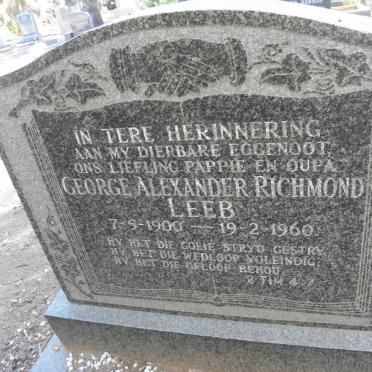 IN TERE HERINNERING
AAN MY DIERBARE EGGENOOT
ONS LIEFLING PAPPIE EN OUPA
GEORGE ALEXANDER RICHMOND
LEEB
7-9-1900 — 19-2-1960
HY HET DIE GOEIE STRYD GESTRY
HY HET DIE WEDLOOP VOLEINDIG
HY HET DIE GELOOF BEHOU
2 TIM 4:7